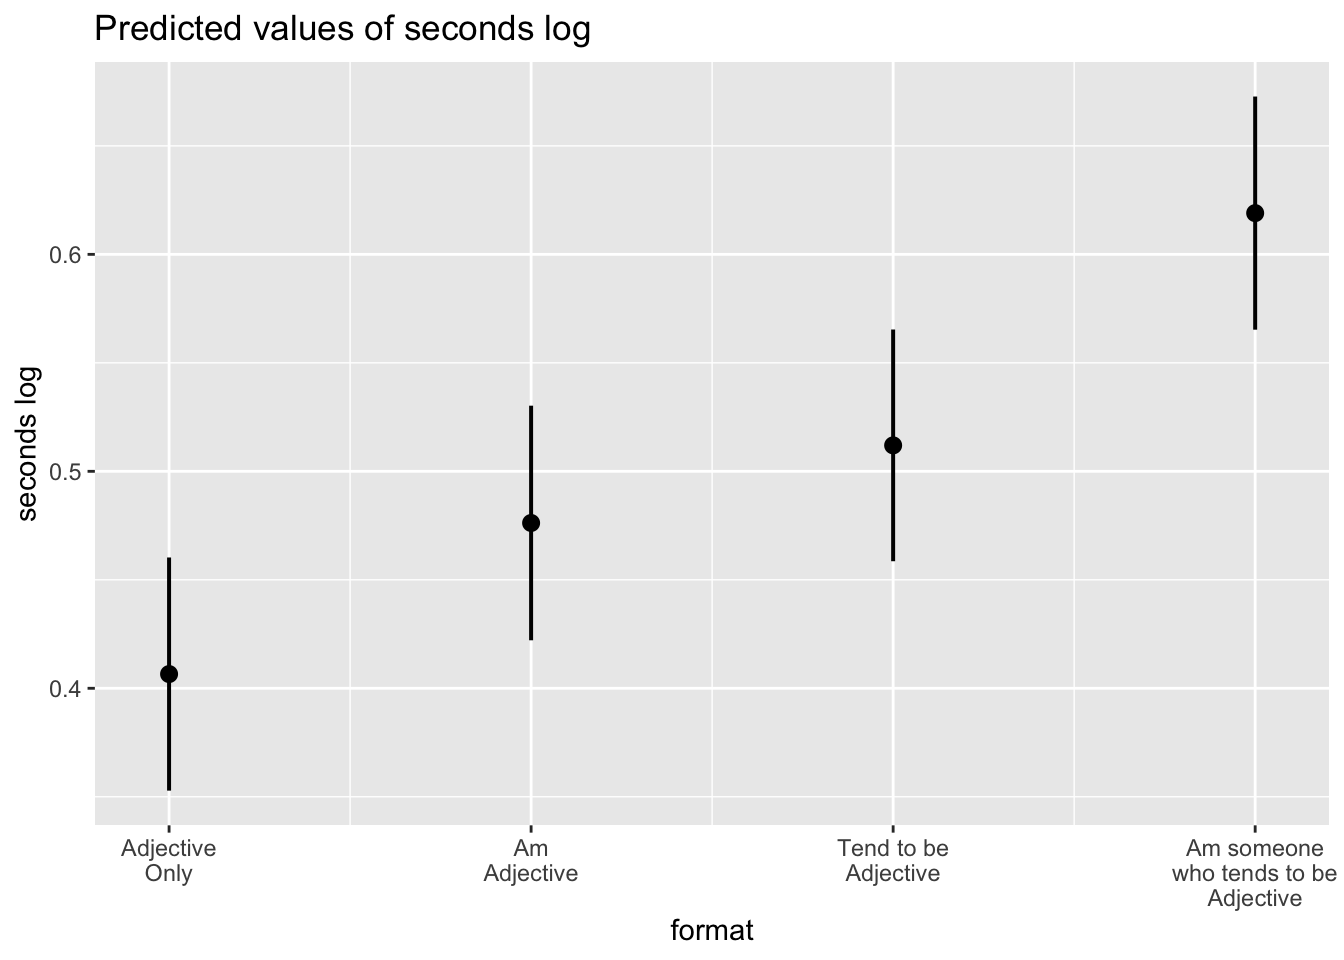 Predicted values of seconds log
seconds log
0.6
0.5
0.4
Adjective
Only
Am
Adjective
Tend to be
Adjective
Am someone
who tends to be
Adjective
format